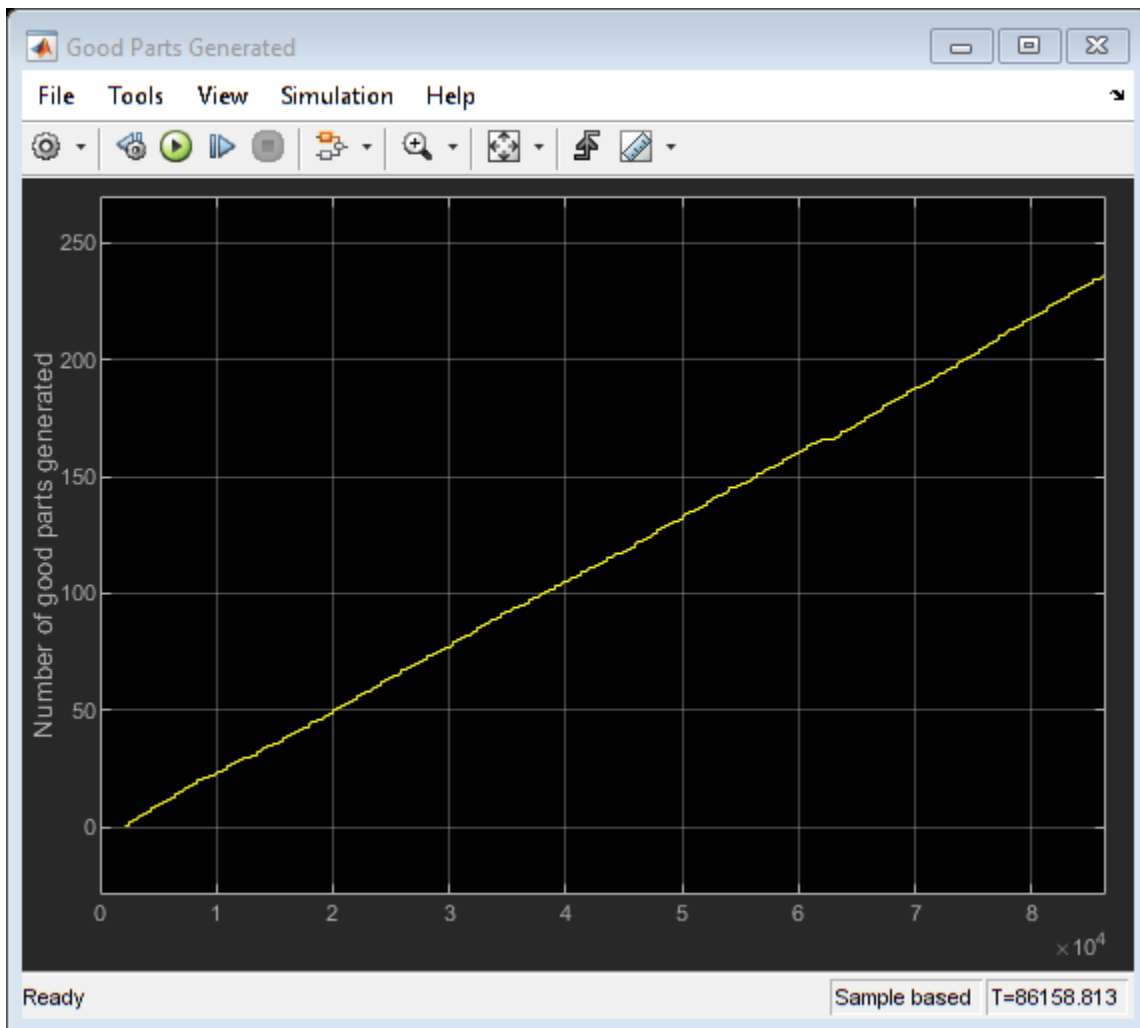 Good Parts Generated
File Tools View Simulation Help
Number of good parts generated
250
200
150
100
50
0
0 1 2 3 4 5 6 7 8
×10⁴
Ready Sample based T=86158.813